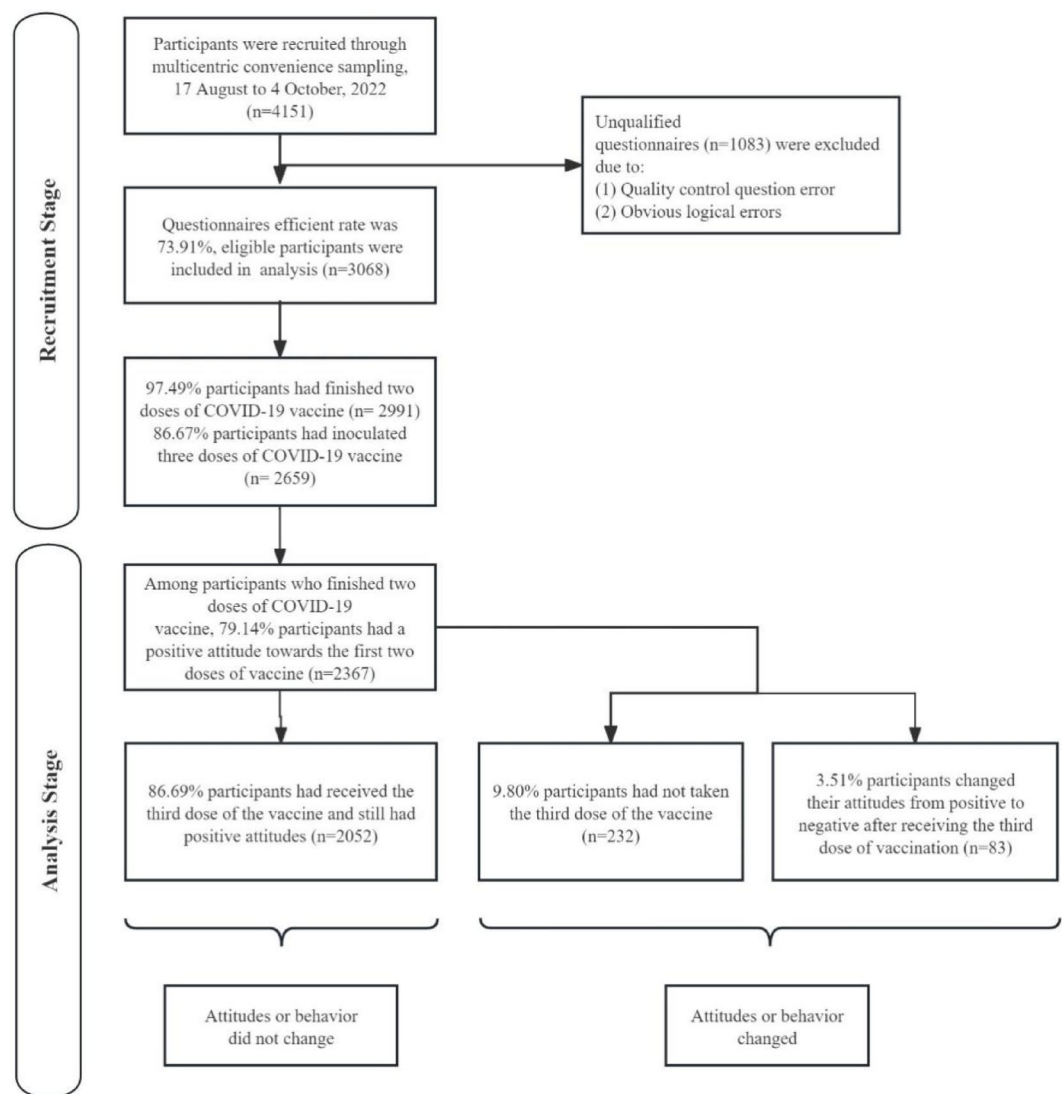 Recruitment Stage
Participants were recruited through
multicentric convenience sampling,
17 August to 4 October, 2022
(n=4151)
Unqualified
questionnaires (n=1083) were excluded
due to:
(1) Quality control question error
(2) Obvious logical errors
Questionnaires efficient rate was
73.91%, eligible participants were
included in analysis (n=3068)
97.49% participants had finished two
doses of COVID-19 vaccine (n= 2991)
86.67% participants had inoculated
three doses of COVID-19 vaccine
(n= 2659)
Analysis Stage
Among participants who finished two
doses of COVID-19
vaccine, 79.14% participants had a
positive attitude towards the first two
doses of vaccine (n=2367)
86.69% participants had received the
third dose of the vaccine and still had
positive attitudes (n=2052)
9.80% participants had not taken
the third dose of the vaccine
(n=232)
3.51% participants changed
their attitudes from positive to
negative after receiving the third
dose of vaccination (n=83)
Attitudes or behavior
did not change
Attitudes or behavior
changed